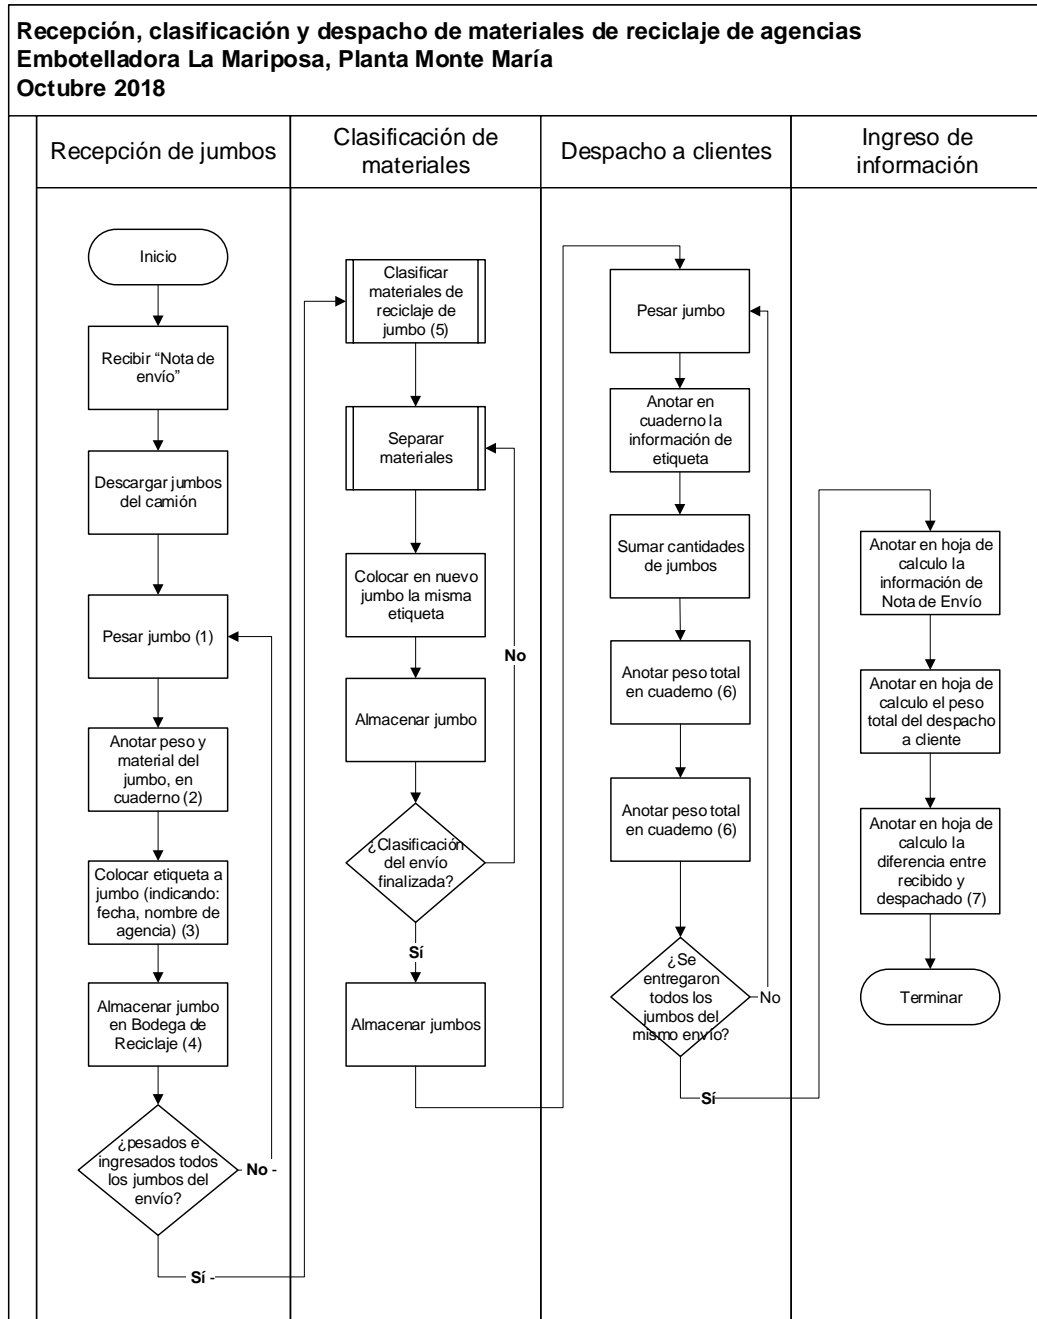 Recepción, clasificación y despacho de materiales de reciclaje de agencias
Embotelladora La Mariposa, Planta Monte María
Octubre 2018
Recepción de jumbos
Clasificación de
materiales
Despacho a clientes
Ingreso de
información
Inicio
Recibir “Nota de
envío”
Descargar jumbos
del camión
Pesar jumbo (1)
Anotar peso y
material del
jumbo, en
cuaderno (2)
Colocar etiqueta a
jumbo (indicando:
fecha, nombre de
agencia) (3)
Almacenar jumbo
en Bodega de
Reciclaje (4)
¿pesados e
ingresados todos
los jumbos del
envío?
No -
Sí -
Clasificar
materiales de
reciclaje de
jumbo (5)
Separar
materiales
Colocar en nuevo
jumbo la misma
etiqueta
No
Almacenar jumbo
¿Clasificación
del envío
finalizada?
Sí
Almacenar jumbos
Pesar jumbo
Anotar en
cuaderno la
información de
etiqueta
Sumar cantidades
de jumbos
Anotar peso total
en cuaderno (6)
Anotar peso total
en cuaderno (6)
¿Se
entregaron
todos los
jumbos del
mismo envío?
No
Sí
Anotar en hoja de
calculo la
información de
Nota de Envío
Anotar en hoja de
calculo el peso
total del despacho
a cliente
Anotar en hoja de
calculo la
diferencia entre
recibido y
despachado (7)
Terminar